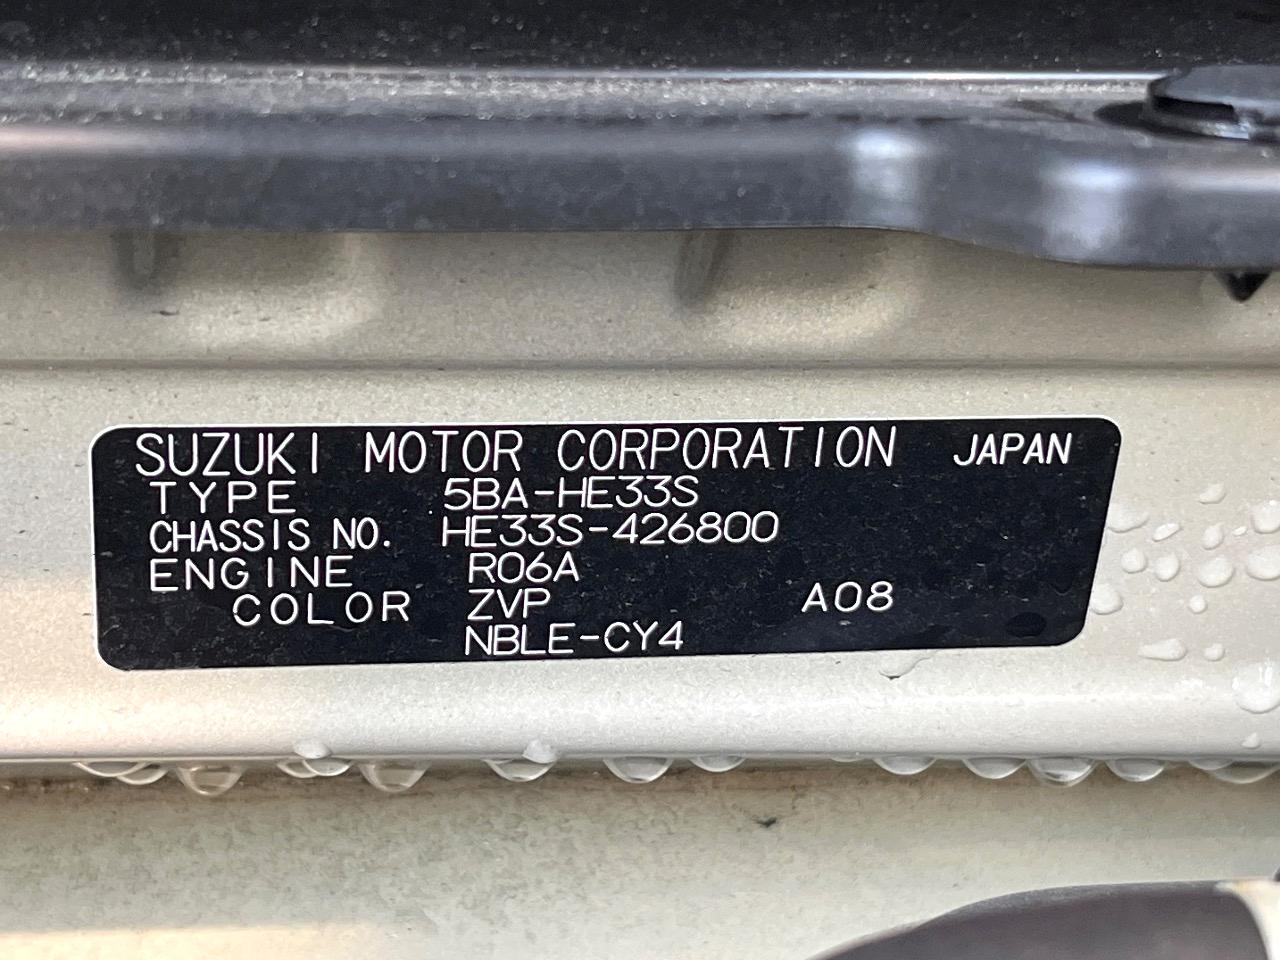 SUZUKI MOTOR CORPORATION JAPAN
TYPE 5BA-HE33S
CHASSIS NO. HE33S-426800
ENGINE R06A
COLOR ZVP A08
NBLE-CY4